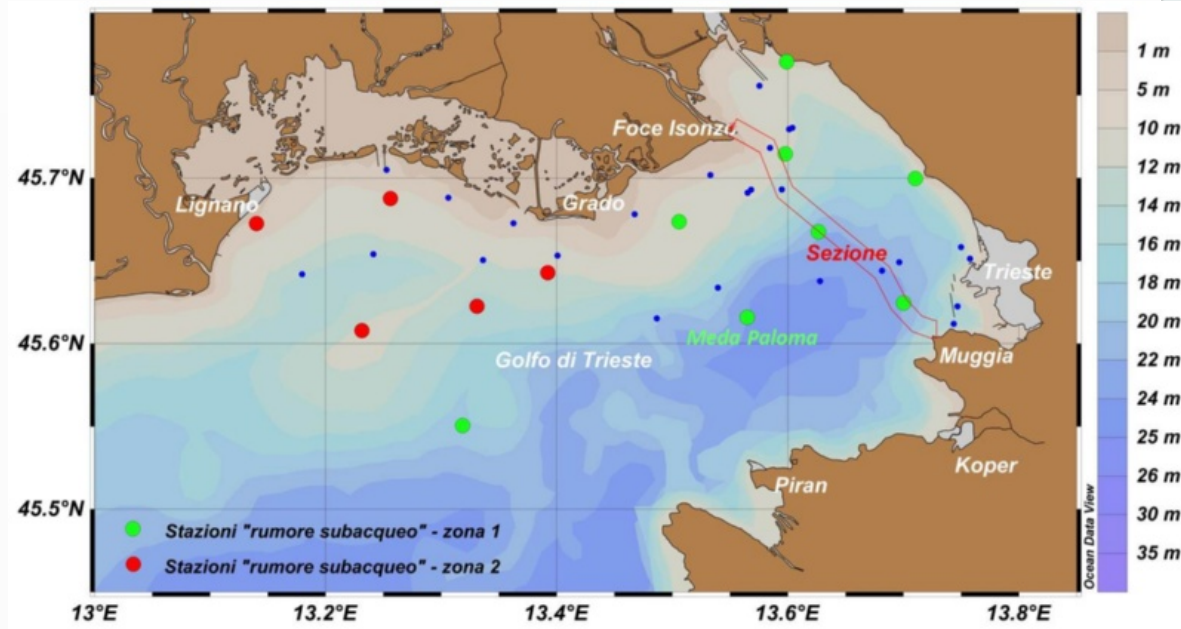 Foce Isonzo
45.7°N
Lignano
Grado
Sezione
Trieste
Meda Paloma
45.6°N
Golfo di Trieste
Muggia
Koper
Piran
45.5°N
Stazioni "rumore subacqueo" - zona 1
Stazioni "rumore subacqueo" - zona 2
13°E
13.2°E
13.4°E
13.6°E
13.8°E
Ocean Data View
1 m
5 m
10 m
12 m
14 m
16 m
18 m
20 m
22 m
24 m
25 m
26 m
30 m
35 m